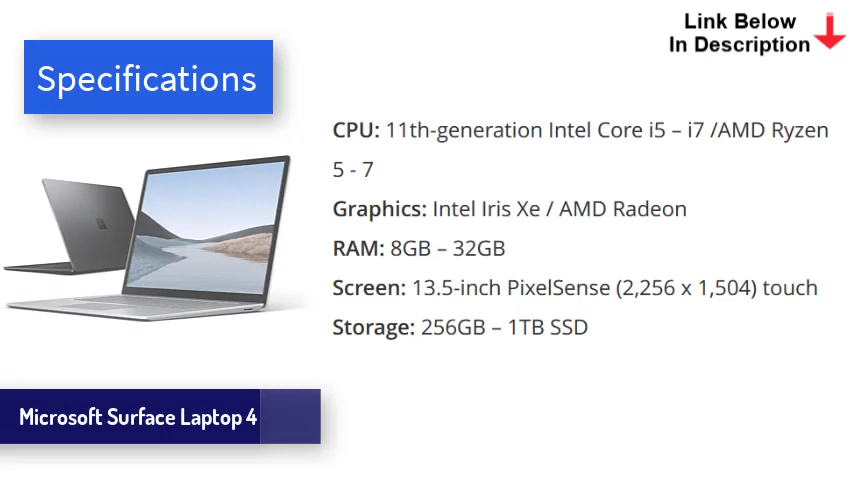 Link Below
In Description
Specifications
CPU: 11th-generation Intel Core i5 – i7 /AMD Ryzen
5 - 7
Graphics: Intel Iris Xe / AMD Radeon
RAM: 8GB – 32GB
Screen: 13.5-inch PixelSense (2,256 x 1,504) touch
Storage: 256GB – 1TB SSD
Microsoft Surface Laptop 4